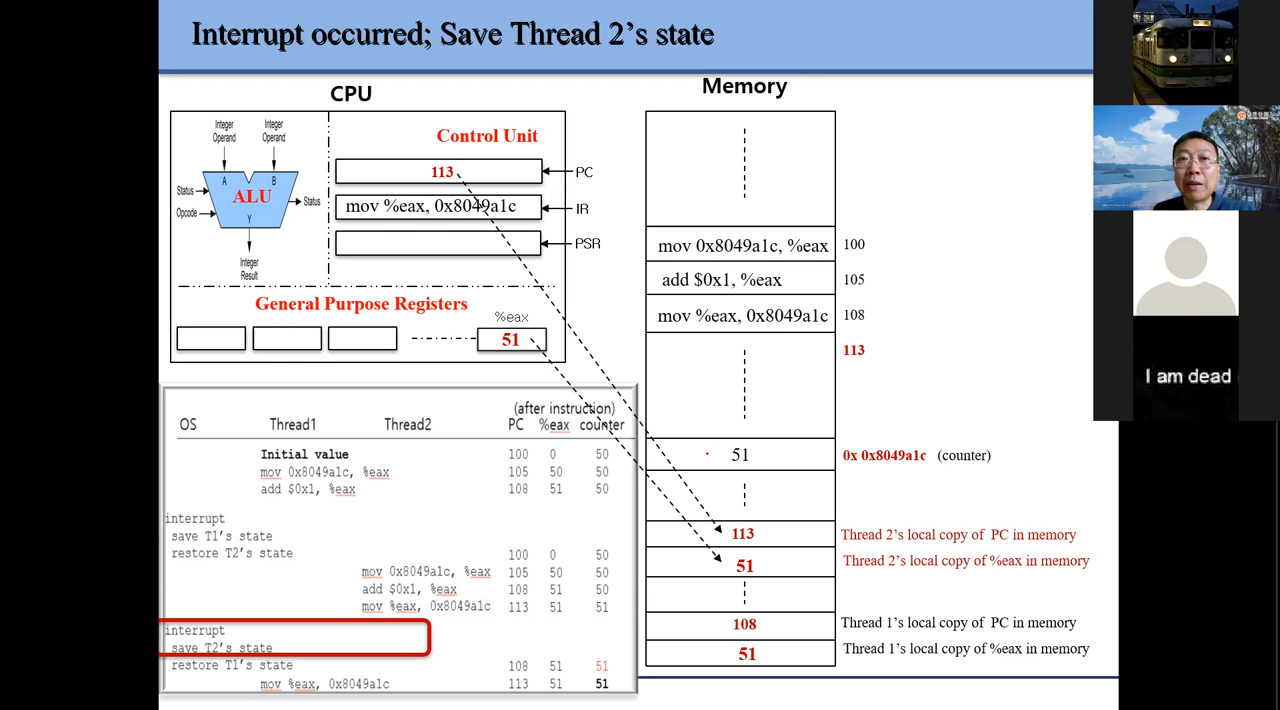 Interrupt occurred; Save Thread 2's state
CPU
Memory
Integer Operand
Integer Operand
Control Unit
A
B
ALU
Status
Opcode
Status
Y
Integer Result
113
PC
mov %eax, 0x8049a1c
IR
PSR
General Purpose Registers
%eax
51
mov 0x8049a1c, %eax 100
add $0x1, %eax 105
mov %eax, 0x8049a1c 108
113
51 0x 0x8049a1c (counter)
113 Thread 2's local copy of PC in memory
51 Thread 2's local copy of %eax in memory
108 Thread 1's local copy of PC in memory
51 Thread 1's local copy of %eax in memory
(after instruction)
OS Thread1 Thread2 PC %eax counter
Initial value 100 0 50
mov 0x8049a1c, %eax 105 50 50
add $0x1, %eax 108 51 50
interrupt
save T1's state
restore T2's state 100 0 50
mov 0x8049a1c, %eax 105 50 50
add $0x1, %eax 108 51 50
mov %eax, 0x8049a1c 113 51 51
interrupt
save T2's state
restore T1's state 108 51 51
mov %eax, 0x8049a1c 113 51 51
I am dead